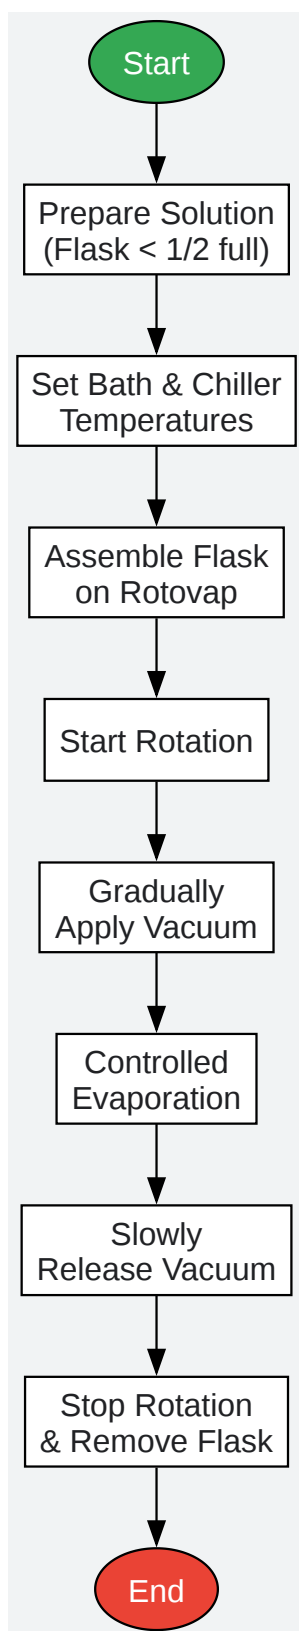 Start
Prepare Solution
(Flask < 1/2 full)
Set Bath & Chiller
Temperatures
Assemble Flask
on Rotovap
Start Rotation
Gradually
Apply Vacuum
Controlled
Evaporation
Slowly
Release Vacuum
Stop Rotation
& Remove Flask
End